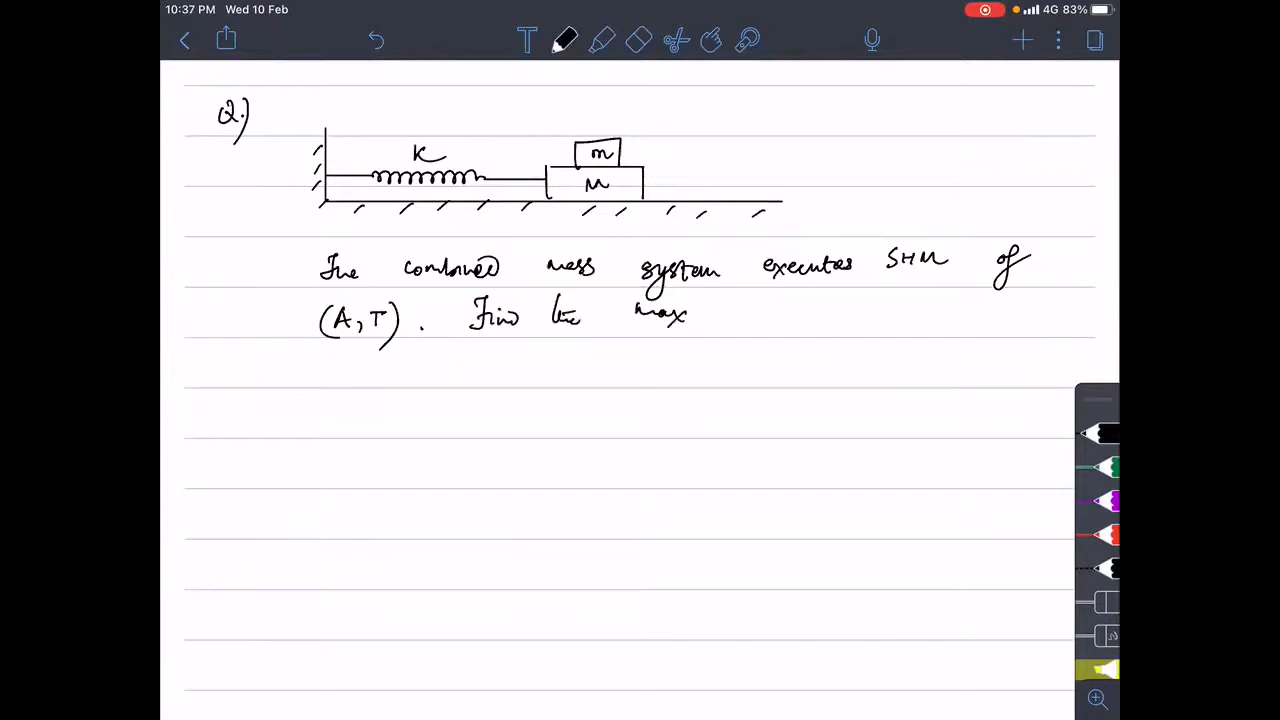 10:37 PM Wed 10 Feb 4G 83%
Q.)
K
m
M
The combined mass system executes SHM of
(A, T). Find the max